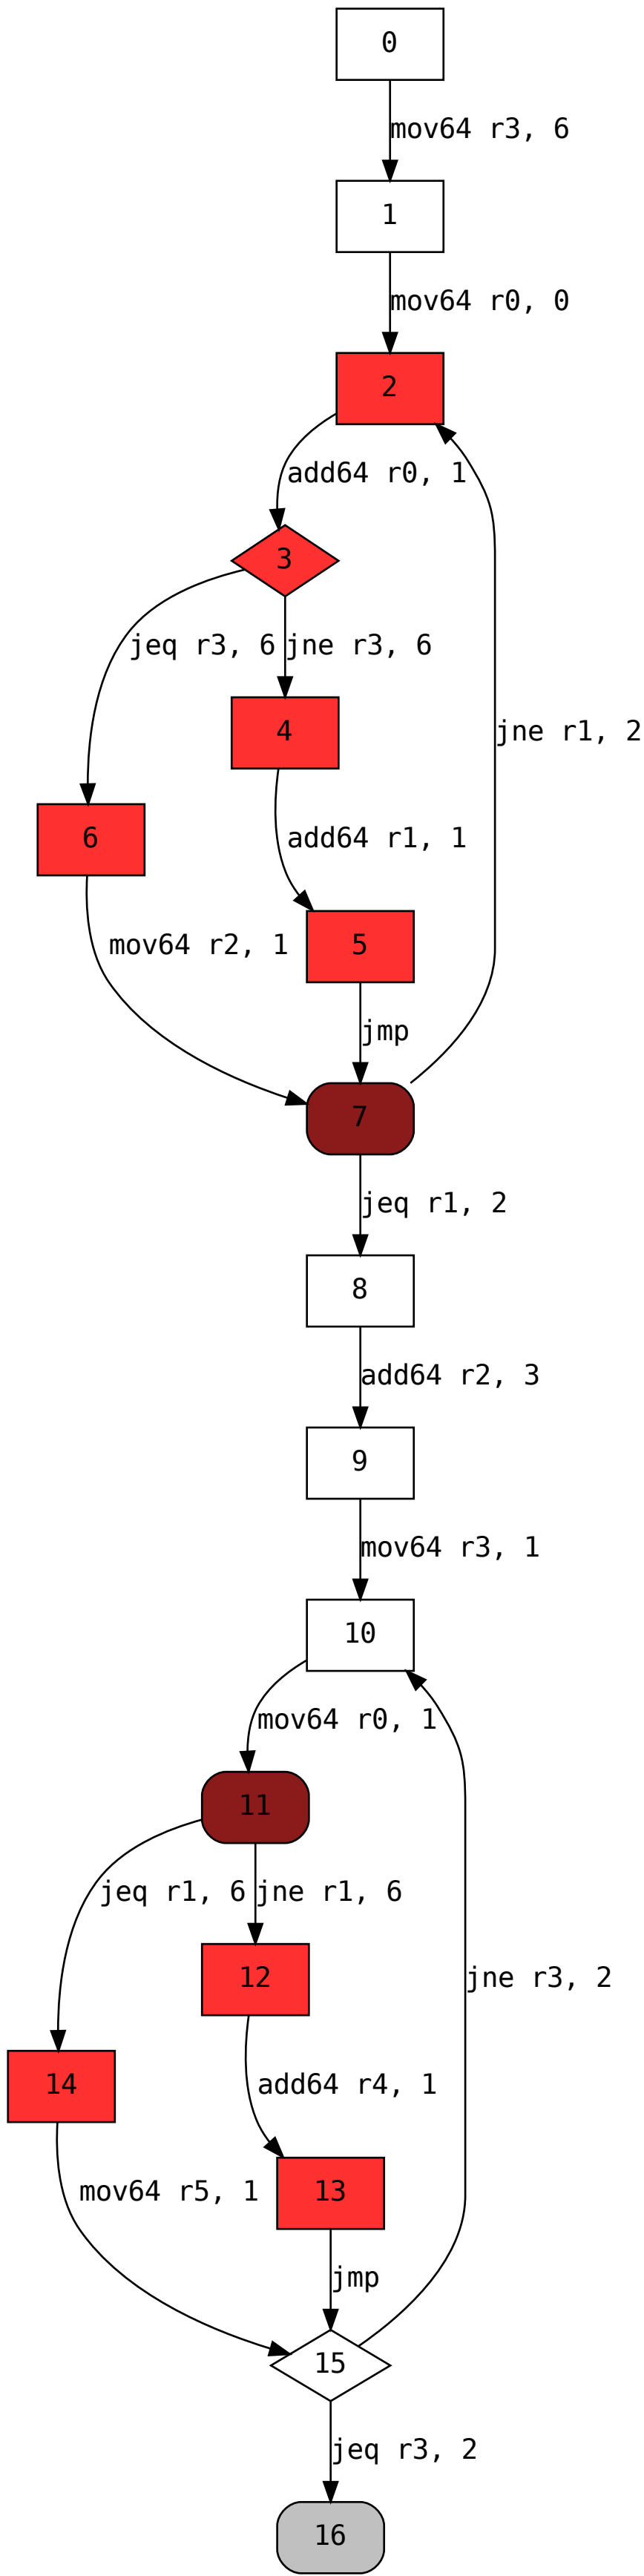 0
mov64 r3, 6
1
mov64 r0, 0
2
add64 r0, 1
3
jeq r3, 6
jne r3, 6
4
jne r1, 2
6
add64 r1, 1
mov64 r2, 1
5
jmp
7
jeq r1, 2
8
add64 r2, 3
9
mov64 r3, 1
10
mov64 r0, 1
11
jeq r1, 6
jne r1, 6
12
jne r3, 2
14
add64 r4, 1
mov64 r5, 1
13
jmp
15
jeq r3, 2
16